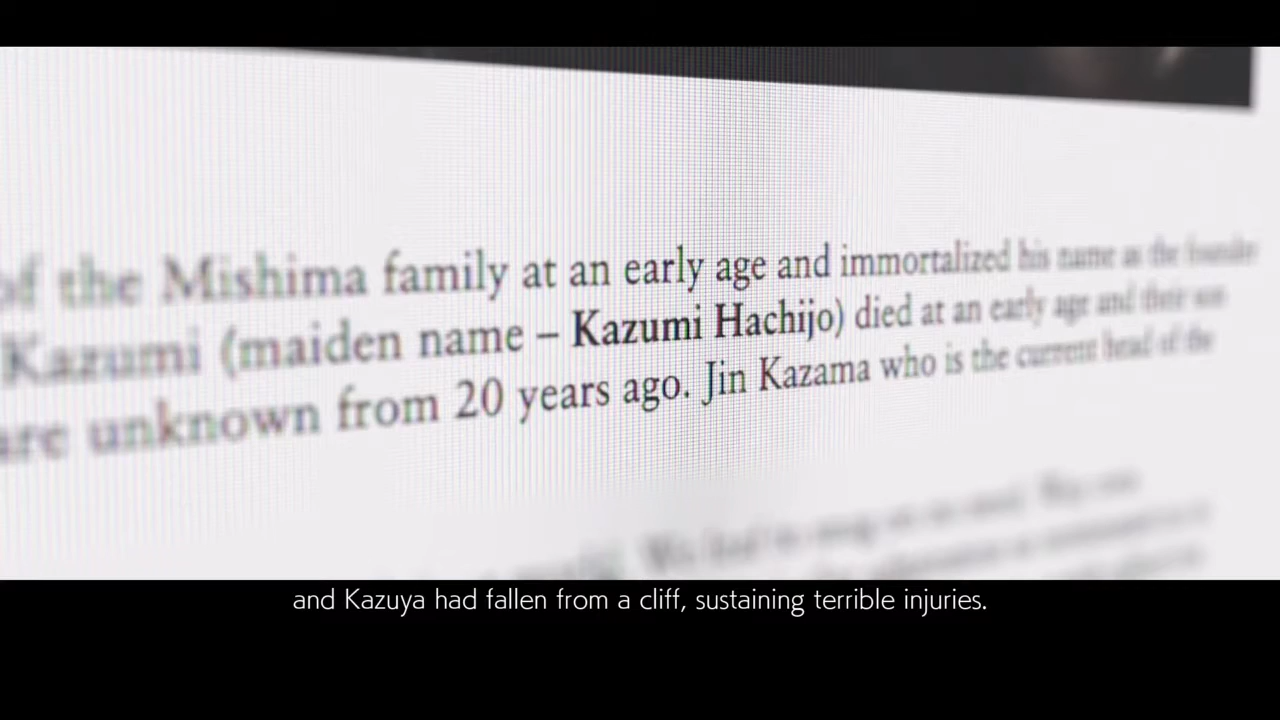 of the Mishima family at an early age and immortalized his name as the founder
Kazumi (maiden name – Kazumi Hachijo) died at an early age and their son
are unknown from 20 years ago. Jin Kazama who is the current head of the
and Kazuya had fallen from a cliff, sustaining terrible injuries.